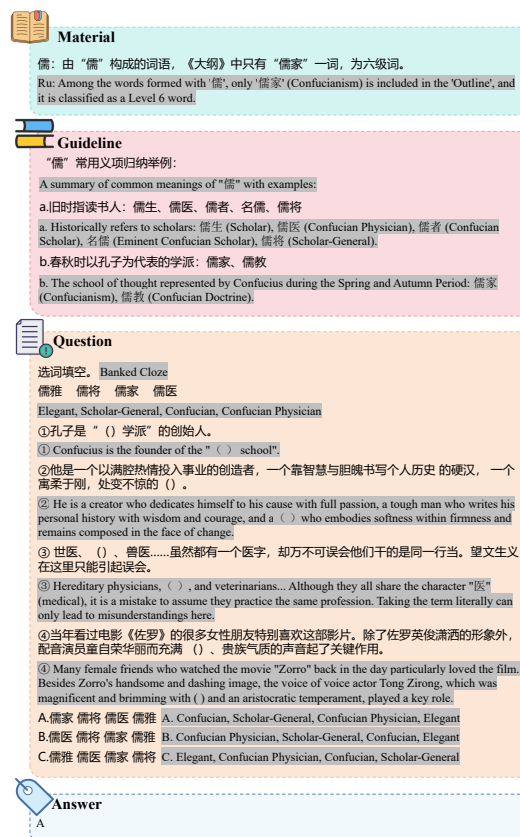 Material
儒：由“儒”构成的词语，《大纲》中只有“儒家”一词，为六级词。
Ru: Among the words formed with '儒', only '儒家' (Confucianism) is included in the 'Outline', and
it is classified as a Level 6 word.
Guideline
“儒”常用义项归纳举例：
A summary of common meanings of "儒" with examples:
a.旧时指读书人：儒生、儒医、儒者、名儒、儒将
a. Historically refers to scholars: 儒生 (Scholar), 儒医 (Confucian Physician), 儒者 (Confucian
Scholar), 名儒 (Eminent Confucian Scholar), 儒将 (Scholar-General).
b.春秋时以孔子为代表的学派：儒家、儒教
b. The school of thought represented by Confucius during the Spring and Autumn Period: 儒家
(Confucianism), 儒教 (Confucian Doctrine).
Question
选词填空。 Banked Cloze
儒雅 儒将 儒家 儒医
Elegant, Scholar-General, Confucian, Confucian Physician
①孔子是“（）学派”的创始人。
① Confucius is the founder of the "（ ） school".
②他是一个以满腔热情投入事业的创造者，一个靠智慧与胆魄书写个人历史 的硬汉， 一个
寓柔于刚，处变不惊的（）。
② He is a creator who dedicates himself to his cause with full passion, a tough man who writes his
personal history with wisdom and courage, and a（ ）who embodies softness within firmness and
remains composed in the face of change.
③ 世医、 （）、兽医......虽然都有一个医字，却万不可误会他们干的是同一行当。望文生义
在这里只能引起误会。
③ Hereditary physicians,（ ）, and veterinarians... Although they all share the character "医"
(medical), it is a mistake to assume they practice the same profession. Taking the term literally can
only lead to misunderstandings here.
④当年看过电影《佐罗》的很多女性朋友特别喜欢这部影片。除了佐罗英俊潇洒的形象外，
配音演员童自荣华丽而充满 （）、贵族气质的声音起了关键作用。
④ Many female friends who watched the movie "Zorro" back in the day particularly loved the film.
Besides Zorro's handsome and dashing image, the voice of voice actor Tong Zirong, which was
magnificent and brimming with ( ) and an aristocratic temperament, played a key role.
A.儒家 儒将 儒医 儒雅 A. Confucian, Scholar-General, Confucian Physician, Elegant
B.儒医 儒将 儒家 儒雅 B. Confucian Physician, Scholar-General, Confucian, Elegant
C.儒雅 儒医 儒家 儒将 C. Elegant, Confucian Physician, Confucian, Scholar-General
Answer
A